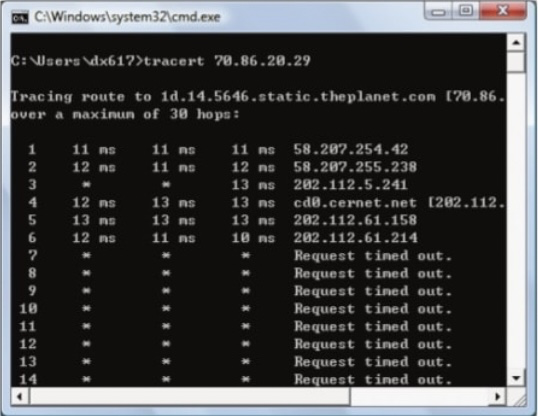 C:\Windows\system32\cmd.exe
C:\Users\dx617>tracert 70.86.20.29
Tracing route to 1d.14.5646.static.theplanet.com [70.86.
over a maximum of 30 hops:
1 11 ms 11 ms 11 ms 58.207.254.42
2 12 ms 11 ms 12 ms 58.207.255.238
3 * * 13 ms 202.112.5.241
4 12 ms 13 ms 13 ms cd0.cernet.net [202.112.
5 13 ms 13 ms 13 ms 202.112.61.158
6 12 ms 11 ms 10 ms 202.112.61.214
7 * * * Request timed out.
8 * * * Request timed out.
9 * * * Request timed out.
10 * * * Request timed out.
11 * * * Request timed out.
12 * * * Request timed out.
13 * * * Request timed out.
14 * * * Request timed out.